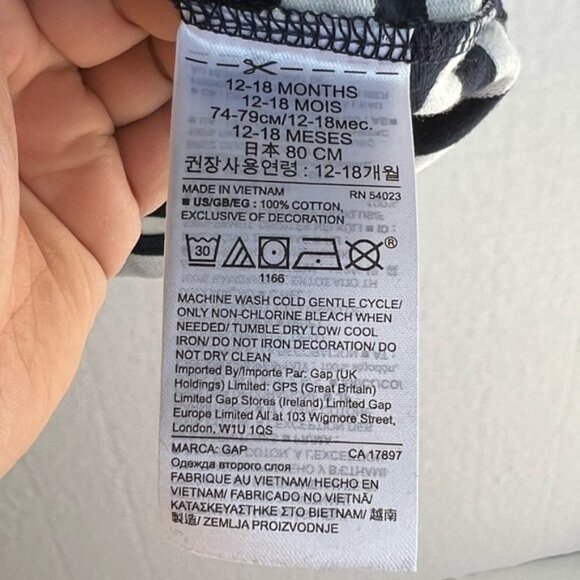 12-18 MONTHS
12-18 MOIS
74-79см/12-18мес.
12-18 MESES
日本 80 CM
권장사용연령 : 12-18개월
MADE IN VIETNAM RN 54023
■ US/GB/EG : 100% COTTON,
EXCLUSIVE OF DECORATION
30 ®
1166
MACHINE WASH COLD GENTLE CYCLE/
ONLY NON-CHLORINE BLEACH WHEN
NEEDED/ TUMBLE DRY LOW/ COOL
IRON/ DO NOT IRON DECORATION/ DO
NOT DRY CLEAN
Imported By/Importe Par: Gap (UK
Holdings) Limited: GPS (Great Britain)
Limited Gap Stores (Ireland) Limited Gap
Europe Limited All at 103 Wigmore Street,
London, W1U 1QS
MARCA: GAP CA 17897
Одежда второго слоя
FABRIQUE AU VIETNAM/ HECHO EN
VIETNAM/ FABRICADO NO VIETNÃ/
ΚΑΤΑΣΚΕΥΑΣΤΗΚΕ ΣΤΟ ΒΙΕΤΝΑΜ/ 越南
製造/ ZEMLJA PROIZVODNJE